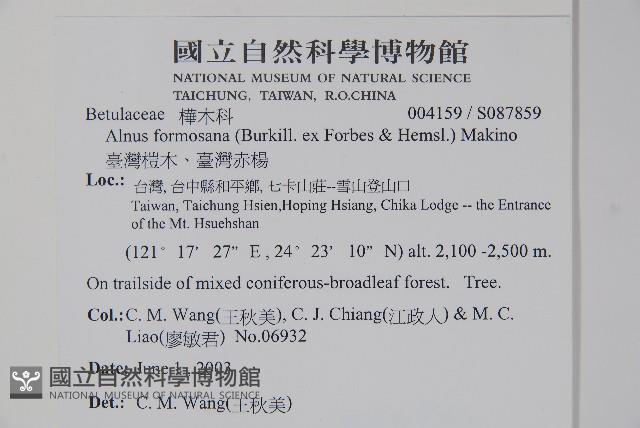 國立自然科學博物館
NATIONAL MUSEUM OF NATURAL SCIENCE
TAICHUNG, TAIWAN, R.O.CHINA
Betulaceae 樺木科 004159 / S087859
Alnus formosana (Burkill. ex Forbes & Hemsl.) Makino
臺灣榿木、臺灣赤楊
Loc.: 台灣, 台中縣和平鄉, 七卡山莊--雪山登山口
Taiwan, Taichung Hsien,Hoping Hsiang, Chika Lodge -- the Entrance
of the Mt. Hsuehshan
(121° 17' 27" E , 24° 23' 10" N) alt. 2,100 -2,500 m.
On trailside of mixed coniferous-broadleaf forest. Tree.
Col.: C. M. Wang(王秋美), C. J. Chiang(江政人) & M. C.
Liao(廖敏君) No.06932
Date: June 1, 2003
國立自然科學博物館
NATIONAL MUSEUM OF NATURAL SCIENCE
Det.: C. M. Wang(王秋美)